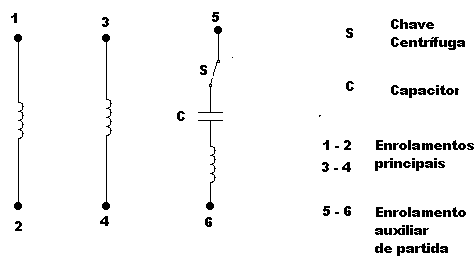 1
3
5
S
C
2
4
6
S Chave
Centrífuga
C Capacitor
1 - 2 Enrolamentos
3 - 4 principais
5 - 6 Enrolamento
auxiliar
de partida